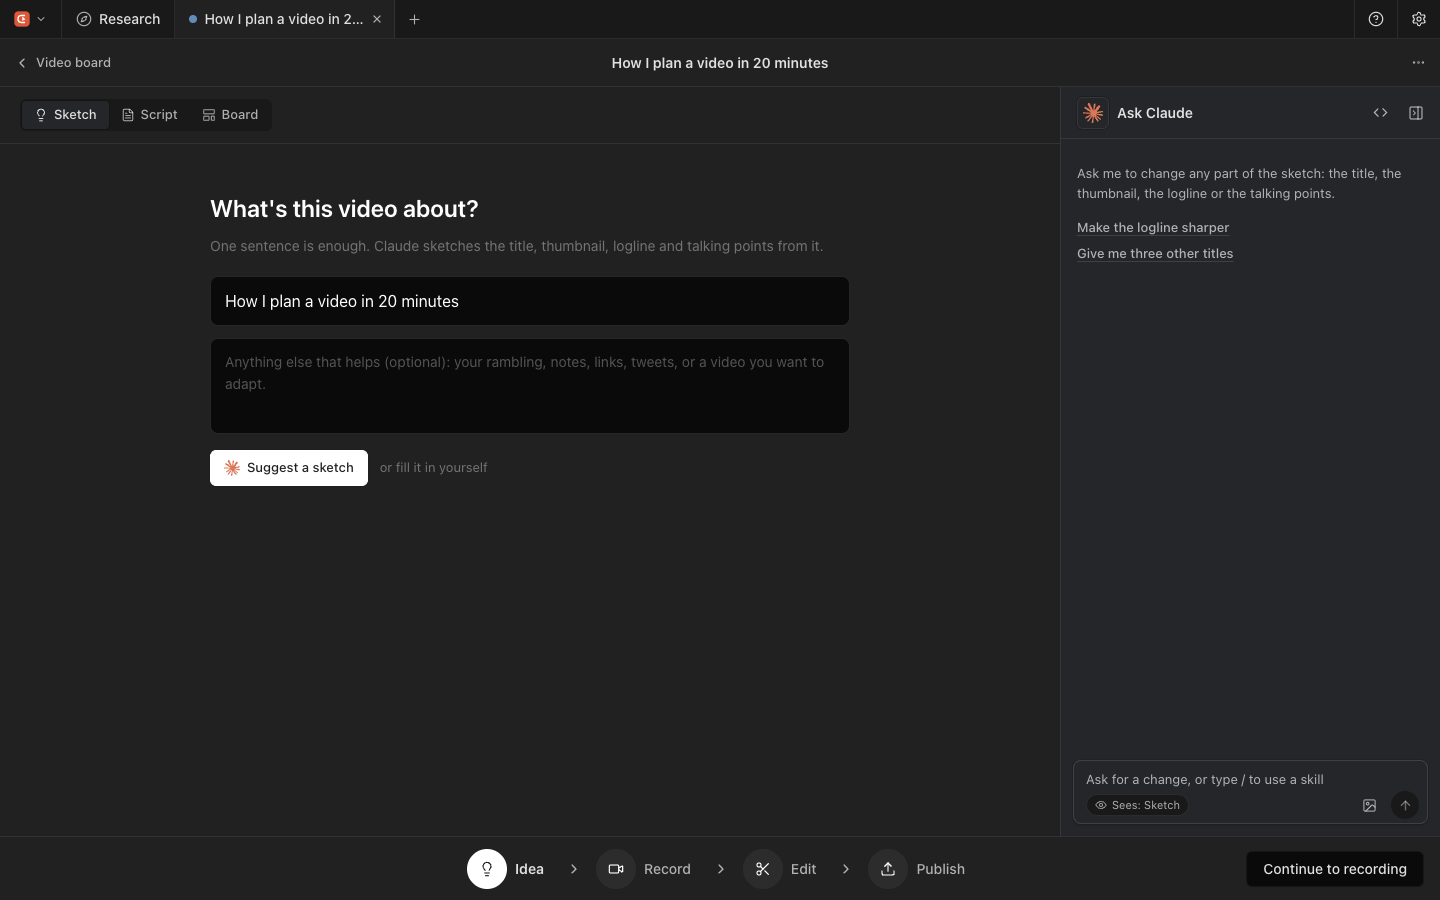 Research
How I plan a video in 2...
Video board
How I plan a video in 20 minutes
Sketch
Script
Board
Ask Claude
What's this video about?
One sentence is enough. Claude sketches the title, thumbnail, logline and talking points from it.
How I plan a video in 20 minutes
Anything else that helps (optional): your rambling, notes, links, tweets, or a video you want to
adapt.
Suggest a sketch
or fill it in yourself
Ask me to change any part of the sketch: the title, the
thumbnail, the logline or the talking points.
Make the logline sharper
Give me three other titles
Ask for a change, or type / to use a skill
Sees: Sketch
Idea
Record
Edit
Publish
Continue to recording